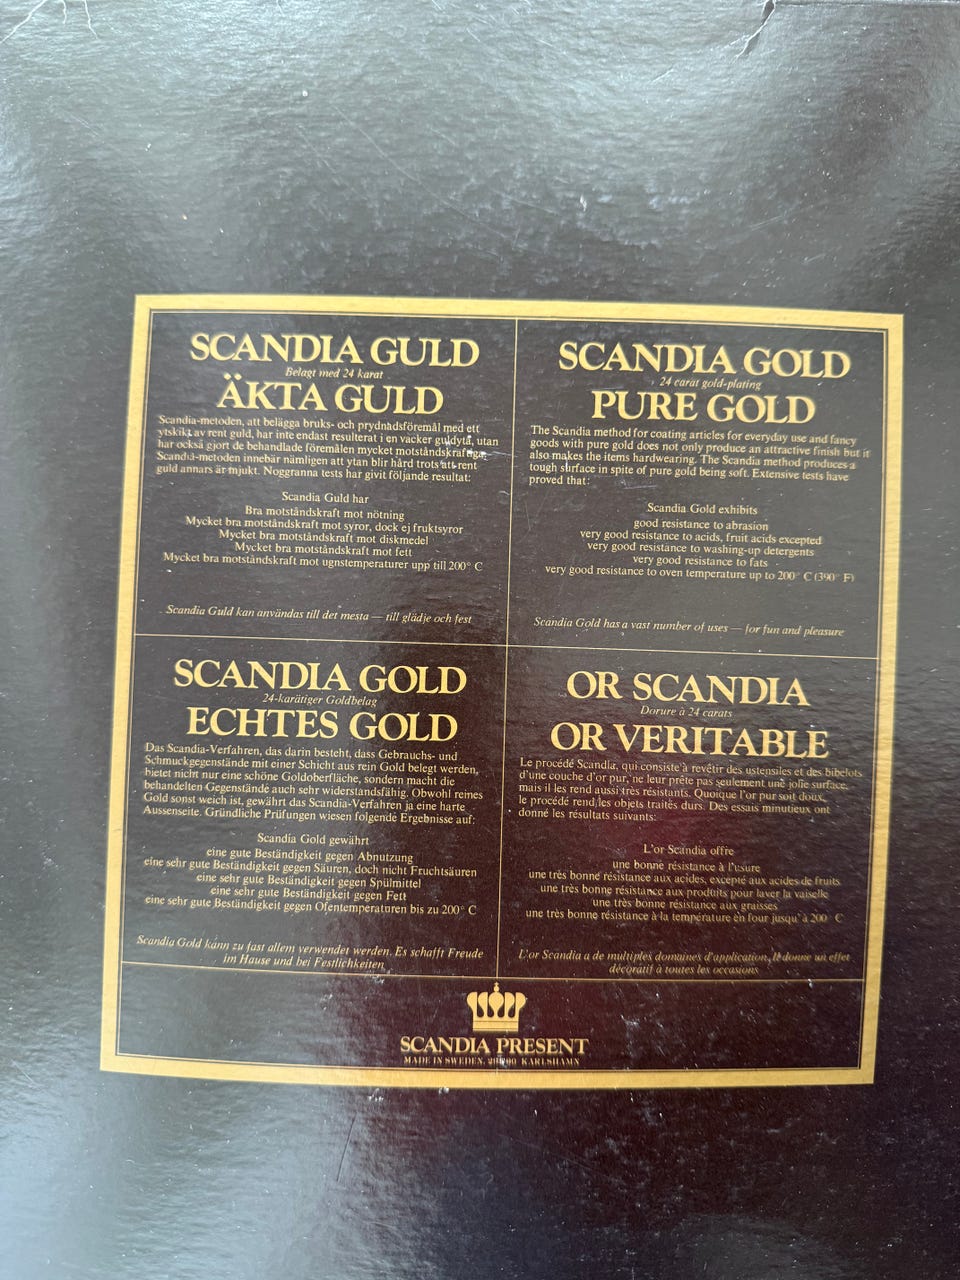 SCANDIA GULD
Belagt med 24 karat
ÄKTA GULD
Scandia-metoden, att belägga bruks- och prydnadsföremål med ett
ytskikt av rent guld, har inte endast resulterat i en vacker guldyta, utan
har också gjort de behandlade föremålen mycket motståndskraftiga.
Scandia-metoden innebär nämligen att ytan blir hård trots att rent
guld annars är mjukt. Noggranna tests har givit följande resultat:
Scandia Guld har
Bra motståndskraft mot nötning
Mycket bra motståndskraft mot syror, dock ej fruktsyror
Mycket bra motståndskraft mot diskmedel
Mycket bra motståndskraft mot fett
Mycket bra motståndskraft mot ugnstemperaturer upp till 200° C
Scandia Guld kan användas till det mesta — till glädje och fest
SCANDIA GOLD
24 carat gold-plating
PURE GOLD
The Scandia method for coating articles for everyday use and fancy
goods with pure gold does not only produce an attractive finish but it
also makes the items hardwearing. The Scandia method produces a
tough surface in spite of pure gold being soft. Extensive tests have
proved that:
Scandia Gold exhibits
good resistance to abrasion
very good resistance to acids, fruit acids excepted
very good resistance to washing-up detergents
very good resistance to fats
very good resistance to oven temperature up to 200° C (390° F)
Scandia Gold has a vast number of uses — for fun and pleasure
SCANDIA GOLD
24-karätiger Goldbelag
ECHTES GOLD
Das Scandia-Verfahren, das darin besteht, dass Gebrauchs- und
Schmuckgegenstände mit einer Schicht aus rein Gold belegt werden,
bietet nicht nur eine schöne Goldoberfläche, sondern macht die
behandelten Gegenstände auch sehr widerstandsfähig. Obwohl reines
Gold sonst weich ist, gewährt das Scandia-Verfahren ja eine harte
Aussenseite. Gründliche Prüfungen wiesen folgende Ergebnisse auf:
Scandia Gold gewährt
eine gute Beständigkeit gegen Abnutzung
eine sehr gute Beständigkeit gegen Säuren, doch nicht Fruchtsäuren
eine sehr gute Beständigkeit gegen Spülmittel
eine sehr gute Beständigkeit gegen Fett
eine sehr gute Beständigkeit gegen Ofentemperaturen bis zu 200° C
Scandia Gold kann zu fast allem verwendet werden. Es schafft Freude
im Hause und bei Festlichkeiten
OR SCANDIA
Dorure à 24 carats
OR VERITABLE
Le procédé Scandia, qui consiste à revêtir des ustensiles et des bibelots
d'une couche d'or pur, ne leur prête pas seulement une jolie surface,
mais il les rend aussi très résistants. Quoique l'or pur soit doux,
le procédé rend les objets traités durs. Des essais minutieux ont
donné les résultats suivants:
L'or Scandia offre
une bonne résistance à l'usure
une très bonne résistance aux acides, excepté aux acides de fruits
une très bonne résistance aux produits pour laver la vaiselle
une très bonne résistance aux graisses
une très bonne résistance à la température en four jusqu'à 200° C
L'or Scandia a de multiples domaines d'application, Il donne un effet
décoratif à toutes les occasions
SCANDIA PRESENT
MADE IN SWEDEN, KARLSHAMN